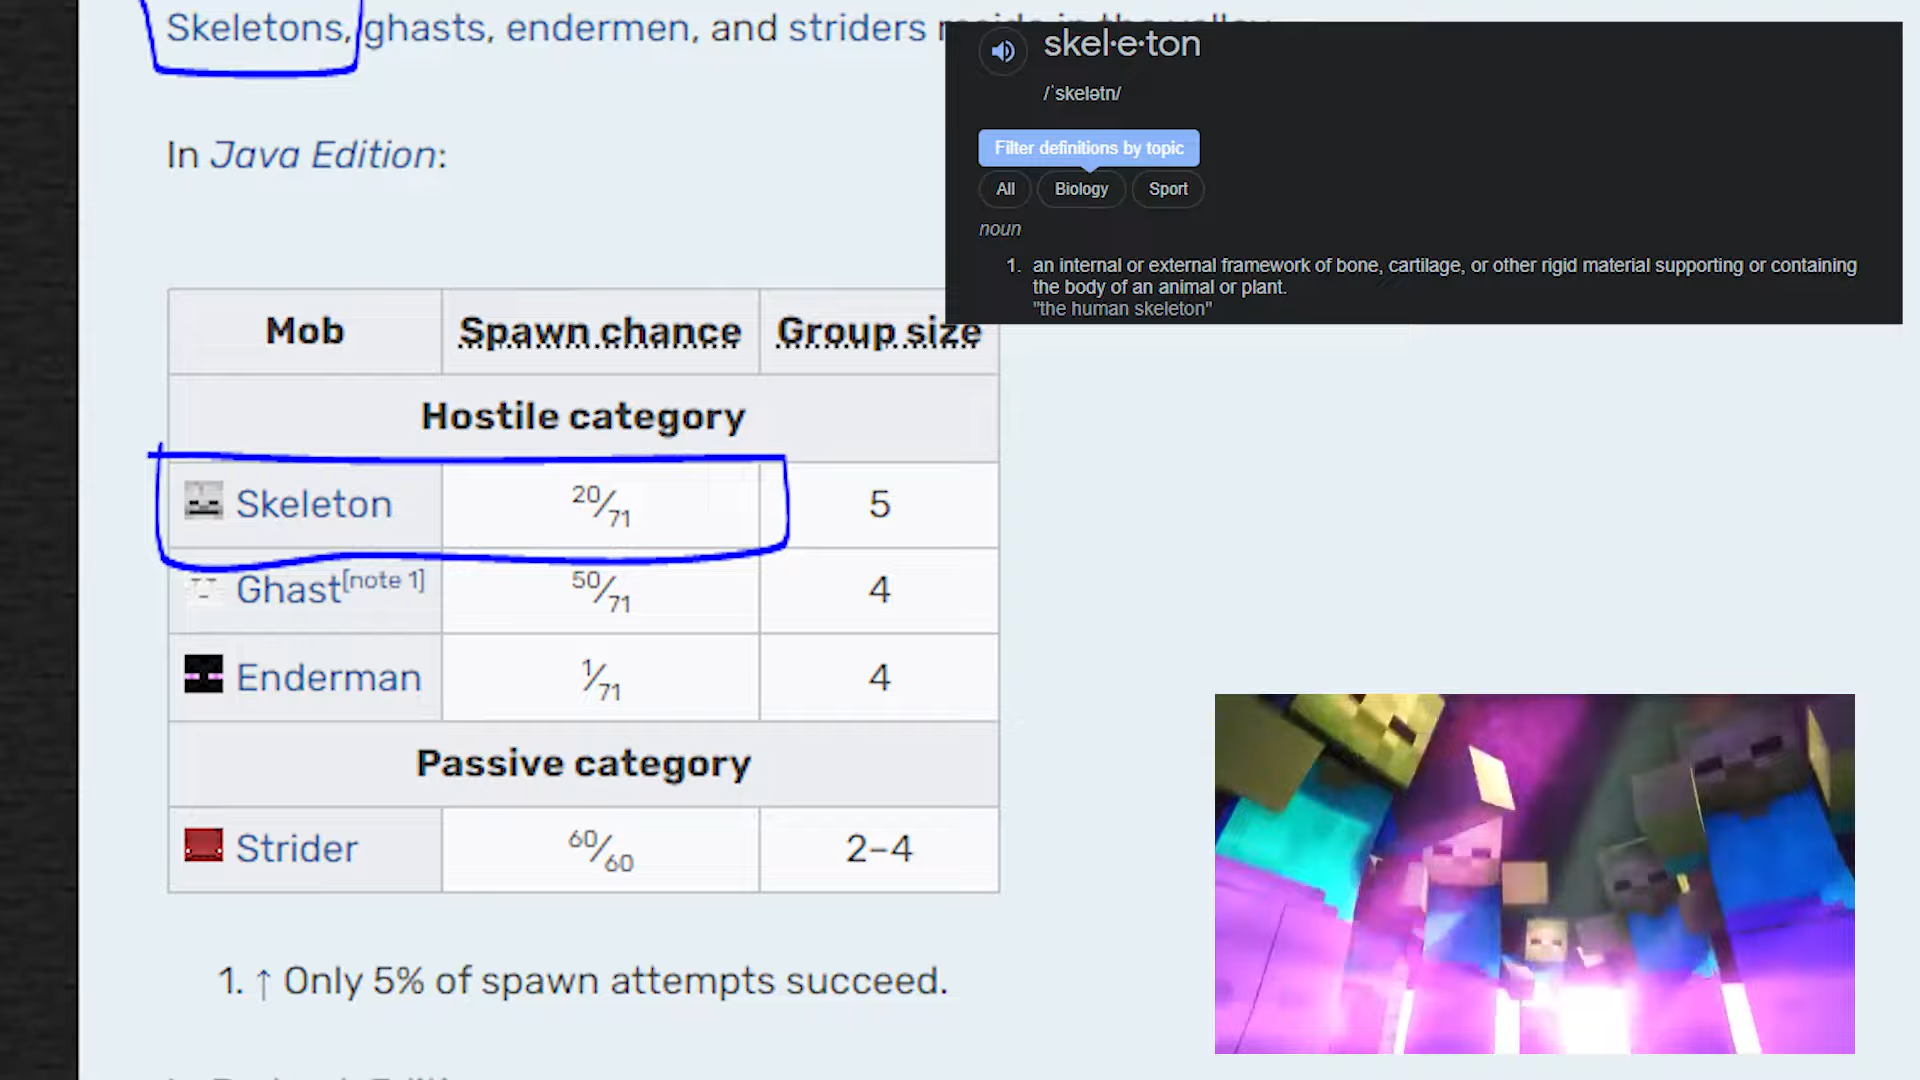 Skeletons, ghasts, endermen, and striders
skel·e·ton
/ˈskelətn/
Filter definitions by topic
All Biology Sport
noun
1. an internal or external framework of bone, cartilage, or other rigid material supporting or containing
the body of an animal or plant.
"the human skeleton"
In Java Edition:
Mob Spawn chance Group size
Hostile category
Skeleton 20/71 5
Ghast[note 1] 50/71 4
Enderman 1/71 4
Passive category
Strider 60/60 2–4
1. ↑ Only 5% of spawn attempts succeed.